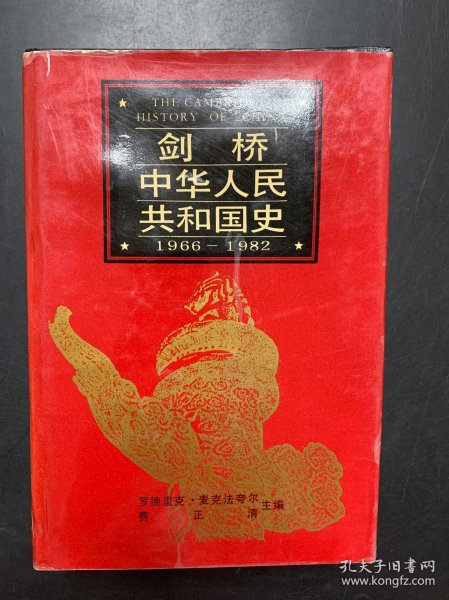 ★ THE CAMBRIDGE ★
HISTORY OF CHINA
剑桥
中华人民
共和国史
★ 1966－1982 ★
罗德里克·麦克法夸尔
费正清 主编
孔夫子旧书网
www.kongfz.com